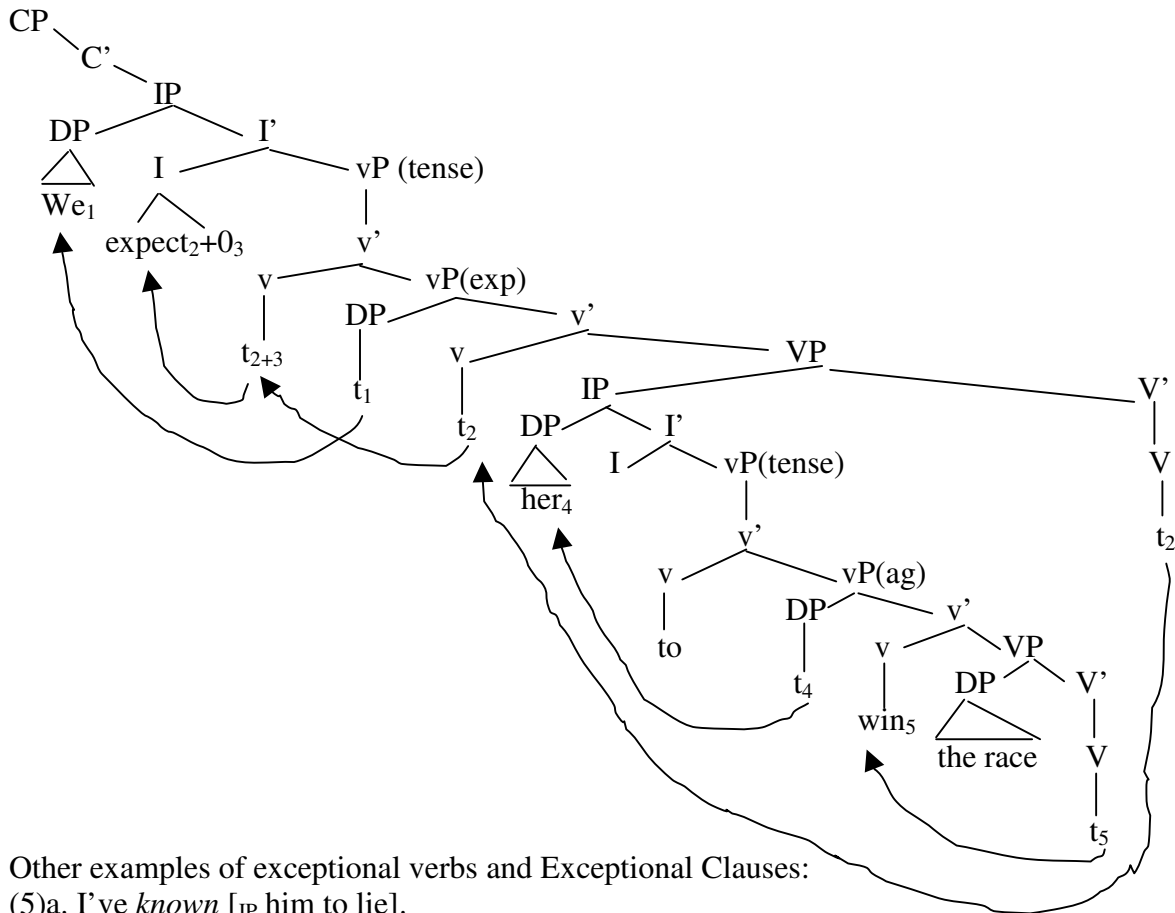 CP
C’
IP
DP I’
I vP (tense)
We₁
expect₂+0₃ v’
v vP(exp)
DP v’
t₂₊₃ v VP
t₁ IP V’
t₂ DP I’
I vP(tense) V
her₄
v’ t₂
v vP(ag)
DP v’
to v VP
t₄ DP V’
win₅
the race V
t₅
Other examples of exceptional verbs and Exceptional Clauses:
(5)a. I’ve known [IP him to lie].